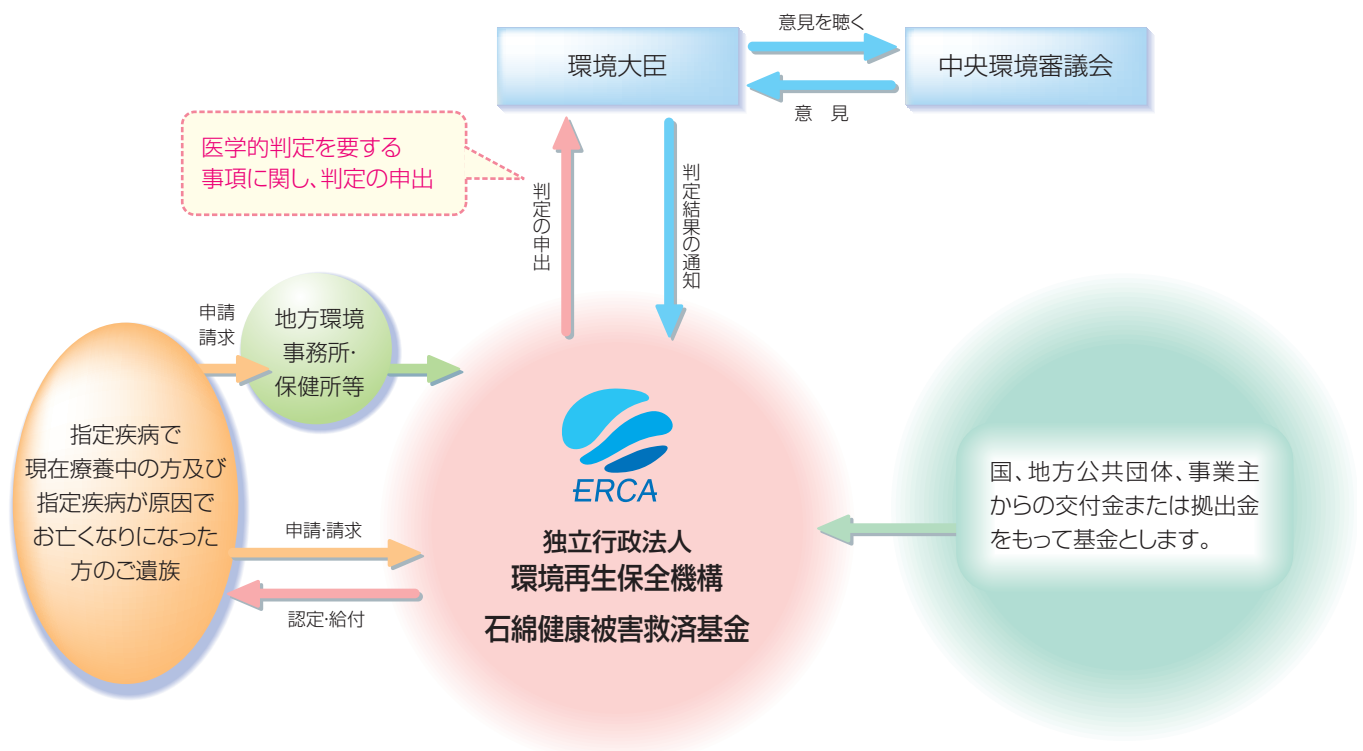 意見を聴く
環境大臣
中央環境審議会
意　見
医学的判定を要する
事項に関し、判定の申出
判定の申出
判定結果の通知
申請
請求
地方環境
事務所・
保健所等
指定疾病で
現在療養中の方及び
指定疾病が原因で
お亡くなりになった
方のご遺族
申請・請求
認定・給付
ERCA
独立行政法人
環境再生保全機構
石綿健康被害救済基金
国、地方公共団体、事業主
からの交付金または拠出金
をもって基金とします。